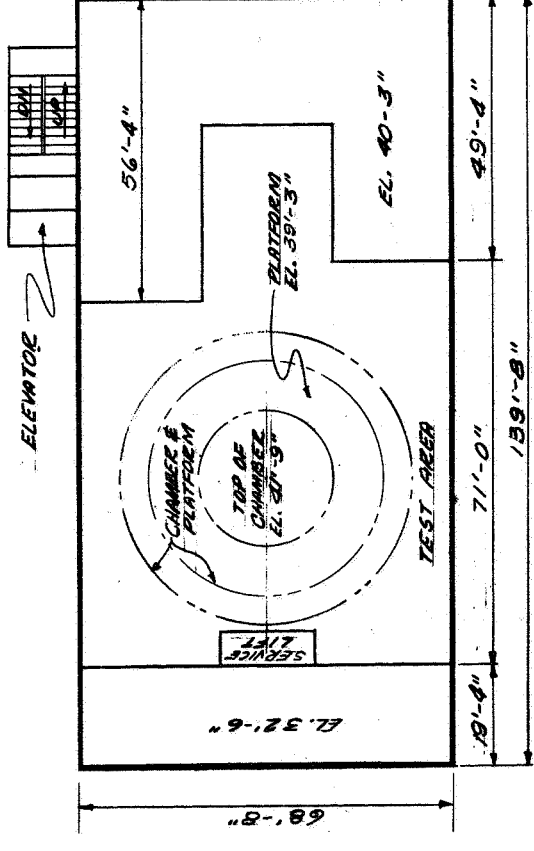 DN
UP
ELEVATOR
56'-4"
EL. 40-3"
49'-4"
PLATFORM
EL. 39'-3"
CHAMBER &
PLATFORM
TOP OF
CHAMBER
EL. 41'-9"
TEST AREA
71'-0"
139'-8"
SERVICE
LIFT
EL. 32'-6"
19'-4"
68'-8"